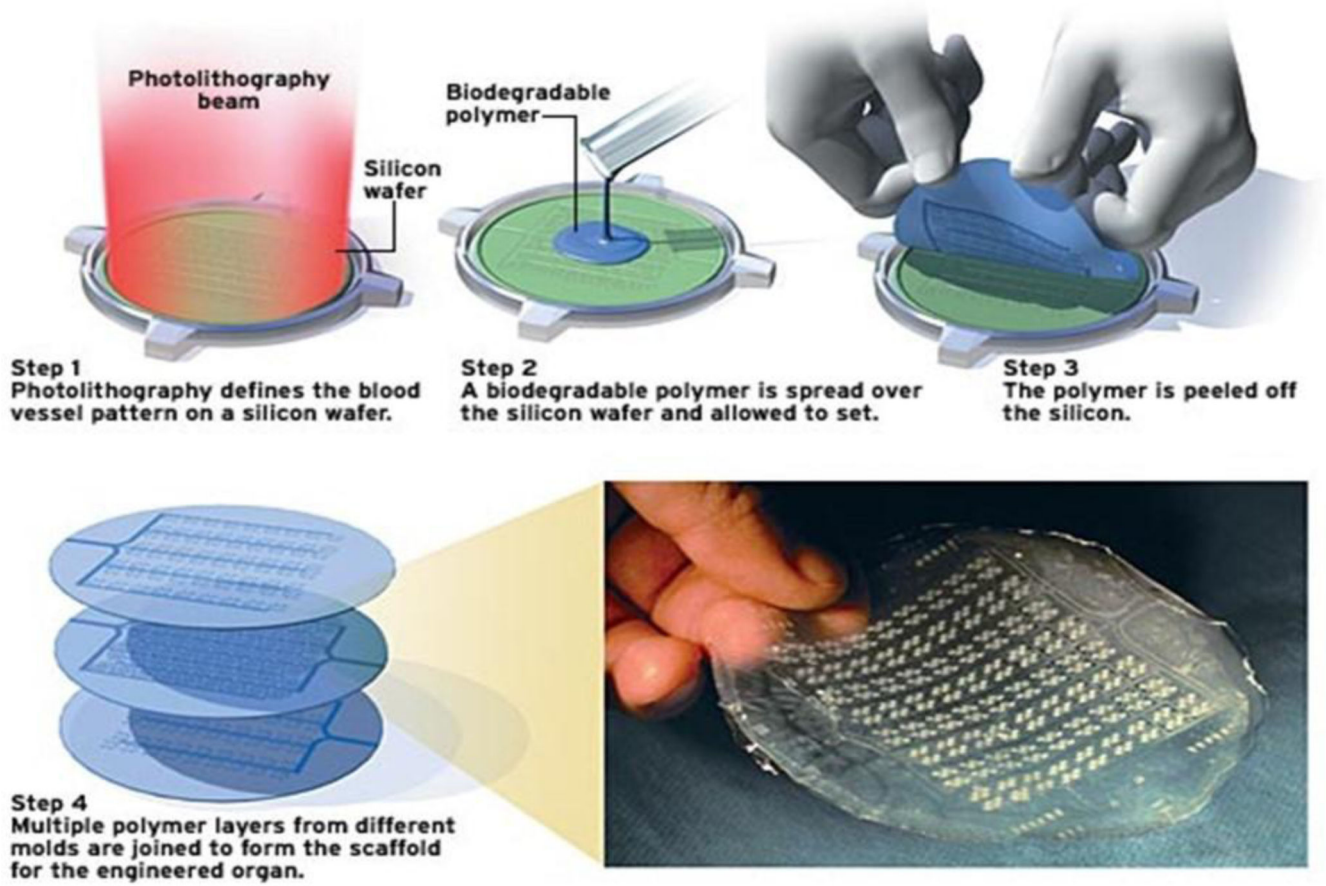 Photolithography
beam
Silicon
wafer
Biodegradable
polymer
Step 1
Photolithography defines the blood
vessel pattern on a silicon wafer.
Step 2
A biodegradable polymer is spread over
the silicon wafer and allowed to set.
Step 3
The polymer is peeled off
the silicon.
Step 4
Multiple polymer layers from different
molds are joined to form the scaffold
for the engineered organ.